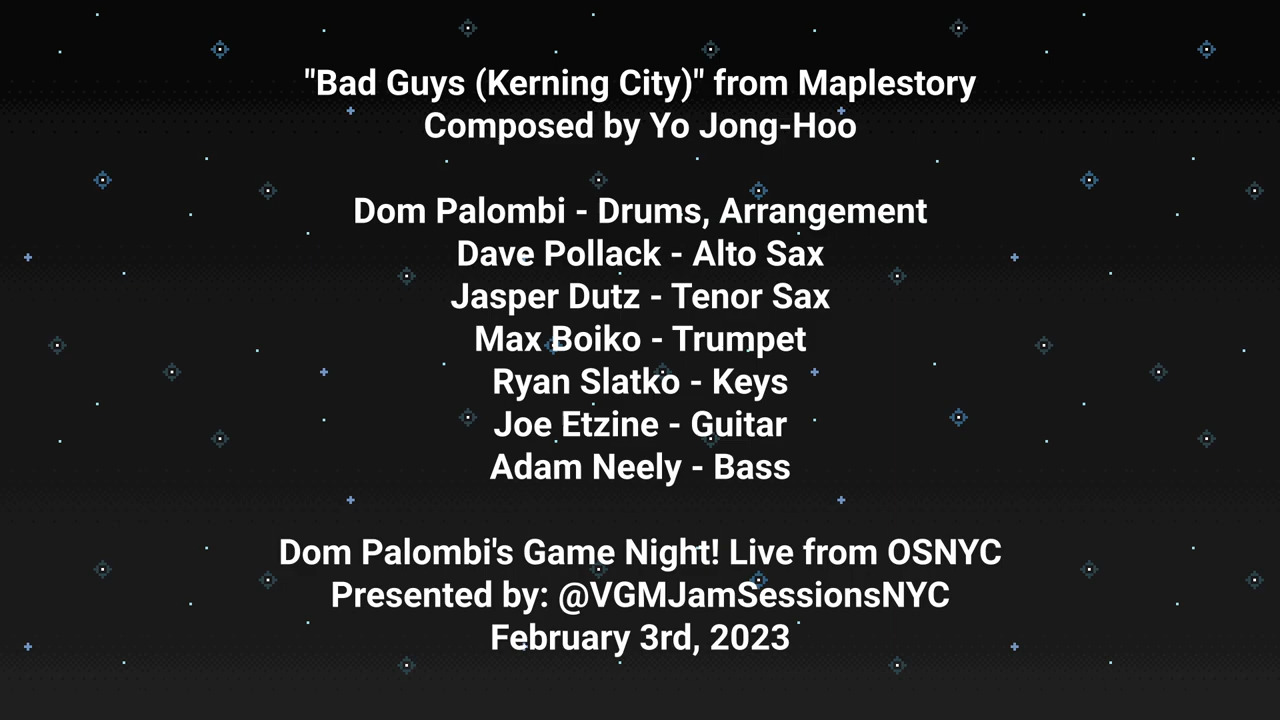 "Bad Guys (Kerning City)" from Maplestory
Composed by Yo Jong-Hoo
Dom Palombi - Drums, Arrangement
Dave Pollack - Alto Sax
Jasper Dutz - Tenor Sax
Max Boiko - Trumpet
Ryan Slatko - Keys
Joe Etzine - Guitar
Adam Neely - Bass
Dom Palombi's Game Night! Live from OSNYC
Presented by: @VGMJamSessionsNYC
February 3rd, 2023